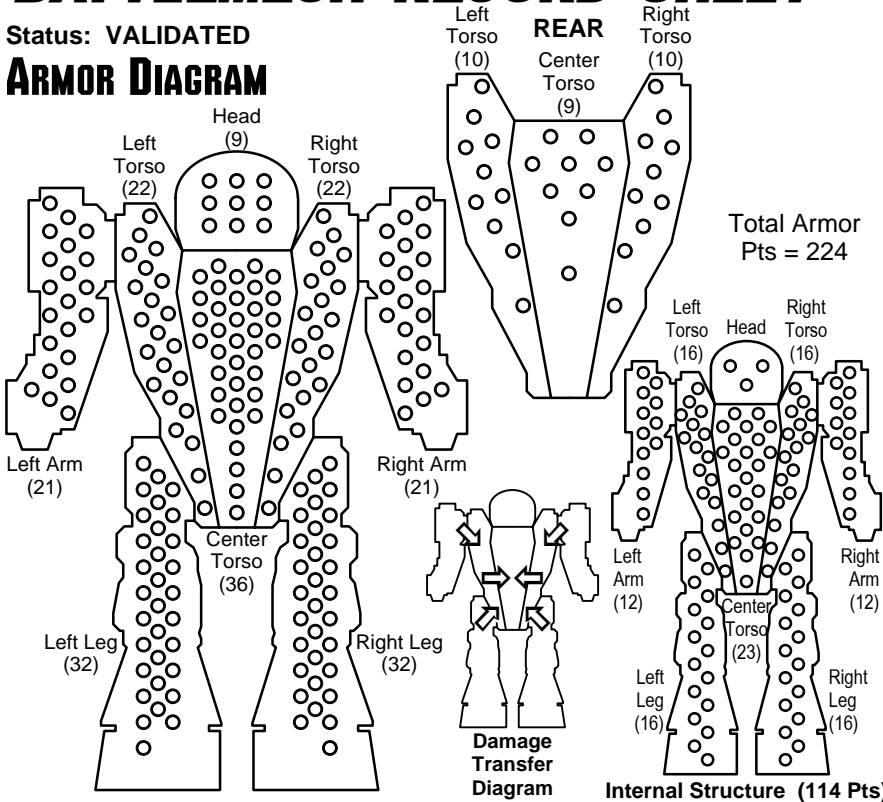 BATTLEMECH RECORD SHEET
Status: VALIDATED
ARMOR DIAGRAM
Head
(9)
Left
Torso
(22)
Right
Torso
(22)
Left Arm
(21)
Right Arm
(21)
Center
Torso
(36)
Left Leg
(32)
Right Leg
(32)
REAR
Left
Torso
(10)
Center
Torso
(9)
Right
Torso
(10)
Total Armor
Pts = 224
Left
Torso
(16)
Head
Right
Torso
(16)
Left
Arm
(12)
Right
Arm
(12)
Center
Torso
(23)
Left
Leg
(16)
Right
Leg
(16)
Damage
Transfer
Diagram
Internal Structure (114 Pts)